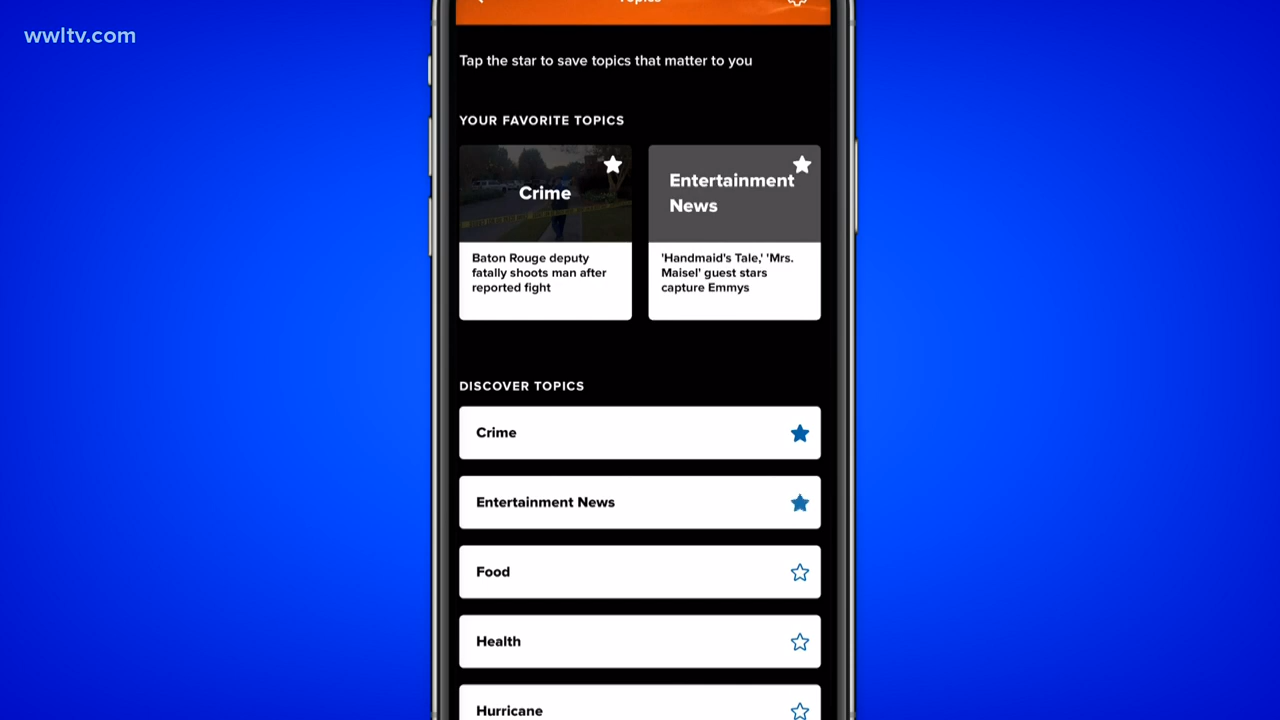 wwltv.com
Topics
Tap the star to save topics that matter to you
YOUR FAVORITE TOPICS
Crime
Entertainment
News
Baton Rouge deputy
fatally shoots man after
reported fight
'Handmaid's Tale,' 'Mrs.
Maisel' guest stars
capture Emmys
DISCOVER TOPICS
Crime
Entertainment News
Food
Health
Hurricane